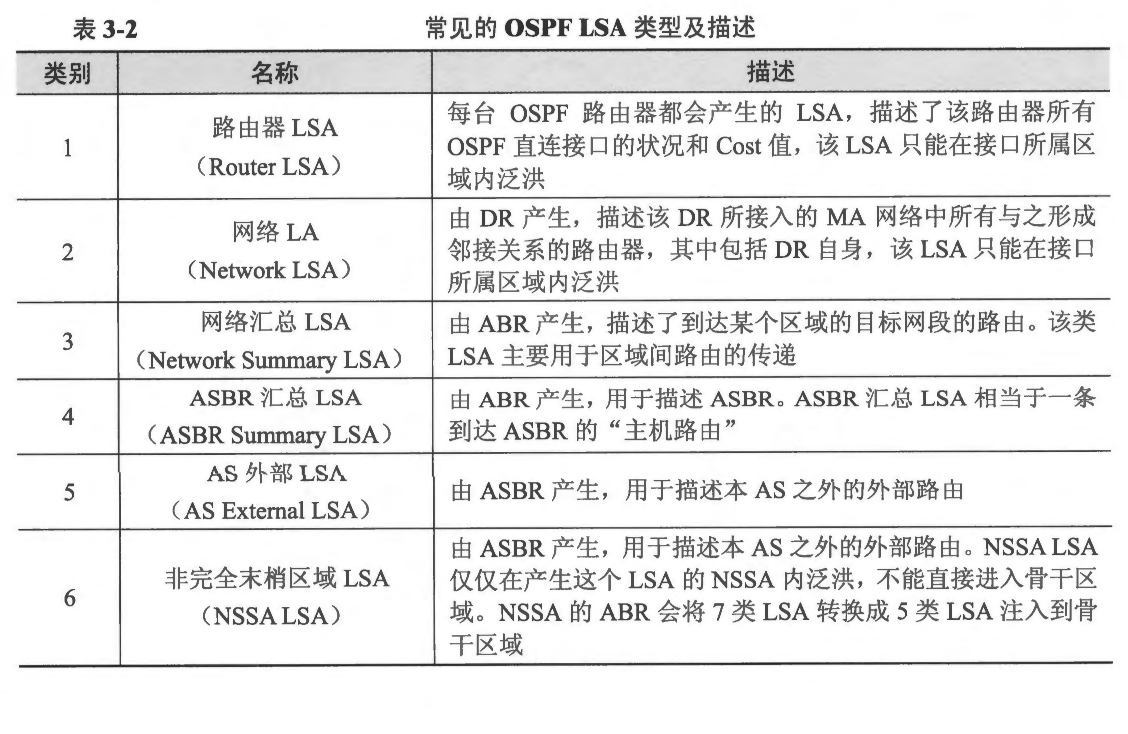 表 3-2 常见的 OSPF LSA 类型及描述
类别 名称 描述
1
路由器 LSA
（Router LSA）
每台 OSPF 路由器都会产生的 LSA，描述了该路由器所有
OSPF 直连接口的状况和 Cost 值，该 LSA 只能在接口所属区
域内泛洪
2
网络 LA
（Network LSA）
由 DR 产生，描述该 DR 所接入的 MA 网络中所有与之形成
邻接关系的路由器，其中包括 DR 自身，该 LSA 只能在接口
所属区域内泛洪
3
网络汇总 LSA
（Network Summary LSA）
由 ABR 产生，描述了到达某个区域的目标网段的路由。该类
LSA 主要用于区域间路由的传递
4
ASBR 汇总 LSA
（ASBR Summary LSA）
由 ABR 产生，用于描述 ASBR。ASBR 汇总 LSA 相当于一条
到达 ASBR 的“主机路由”
5
AS 外部 LSA
（AS External LSA）
由 ASBR 产生，用于描述本 AS 之外的外部路由
6
非完全末梢区域 LSA
（NSSA LSA）
由 ASBR 产生，用于描述本 AS 之外的外部路由。NSSA LSA
仅仅在产生这个 LSA 的 NSSA 内泛洪，不能直接进入骨干区
域。NSSA 的 ABR 会将 7 类 LSA 转换成 5 类 LSA 注入到骨
干区域